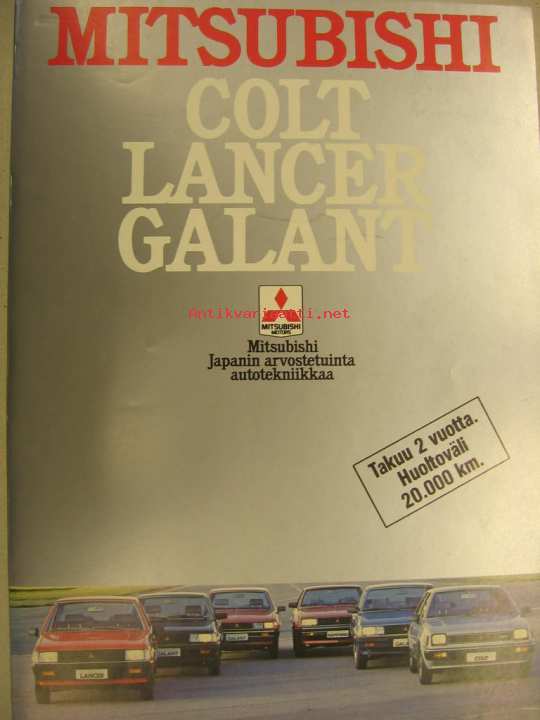 MITSUBISHI
COLT
LANCER
GALANT
Antikvariaatti.net
MITSUBISHI
MOTORS
Mitsubishi
Japanin arvostetuinta
autotekniikkaa
Takuu 2 vuotta.
Huoltoväli
20.000 km.
LANCER
GALANT
GALANT
COLT